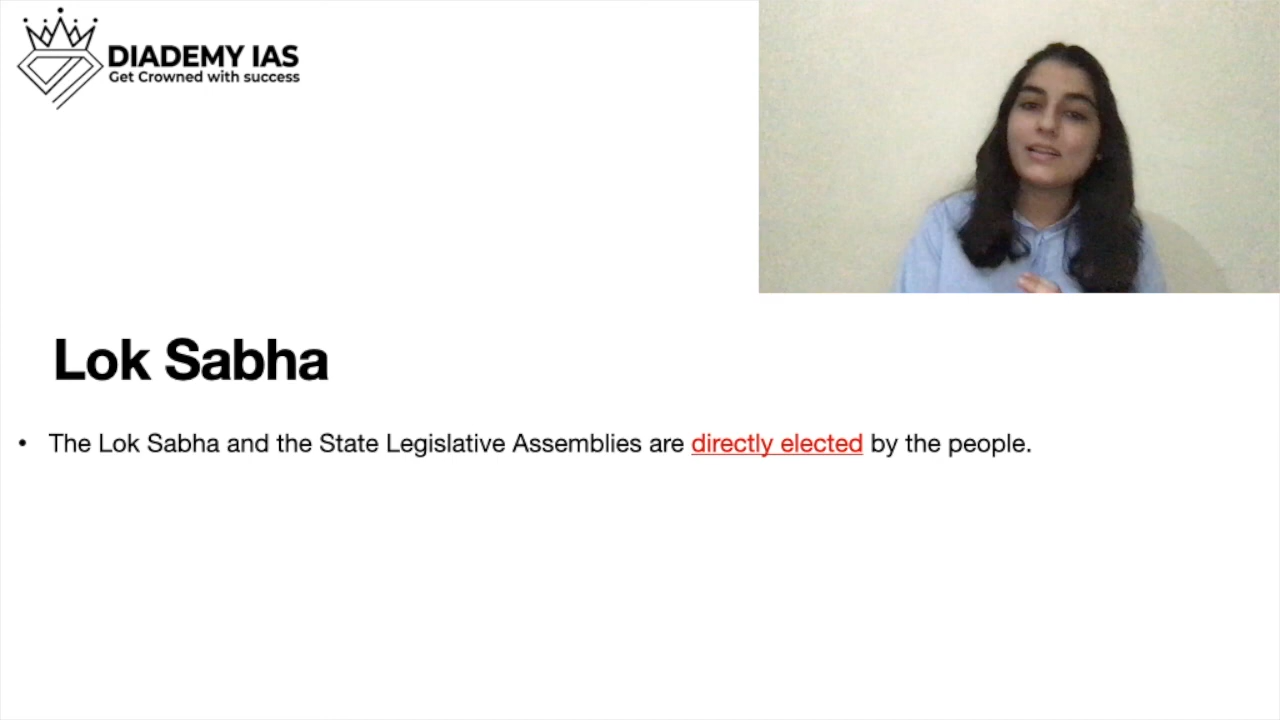 DIADEMY IAS
Get Crowned with success
Lok Sabha
• The Lok Sabha and the State Legislative Assemblies are directly elected by the people.